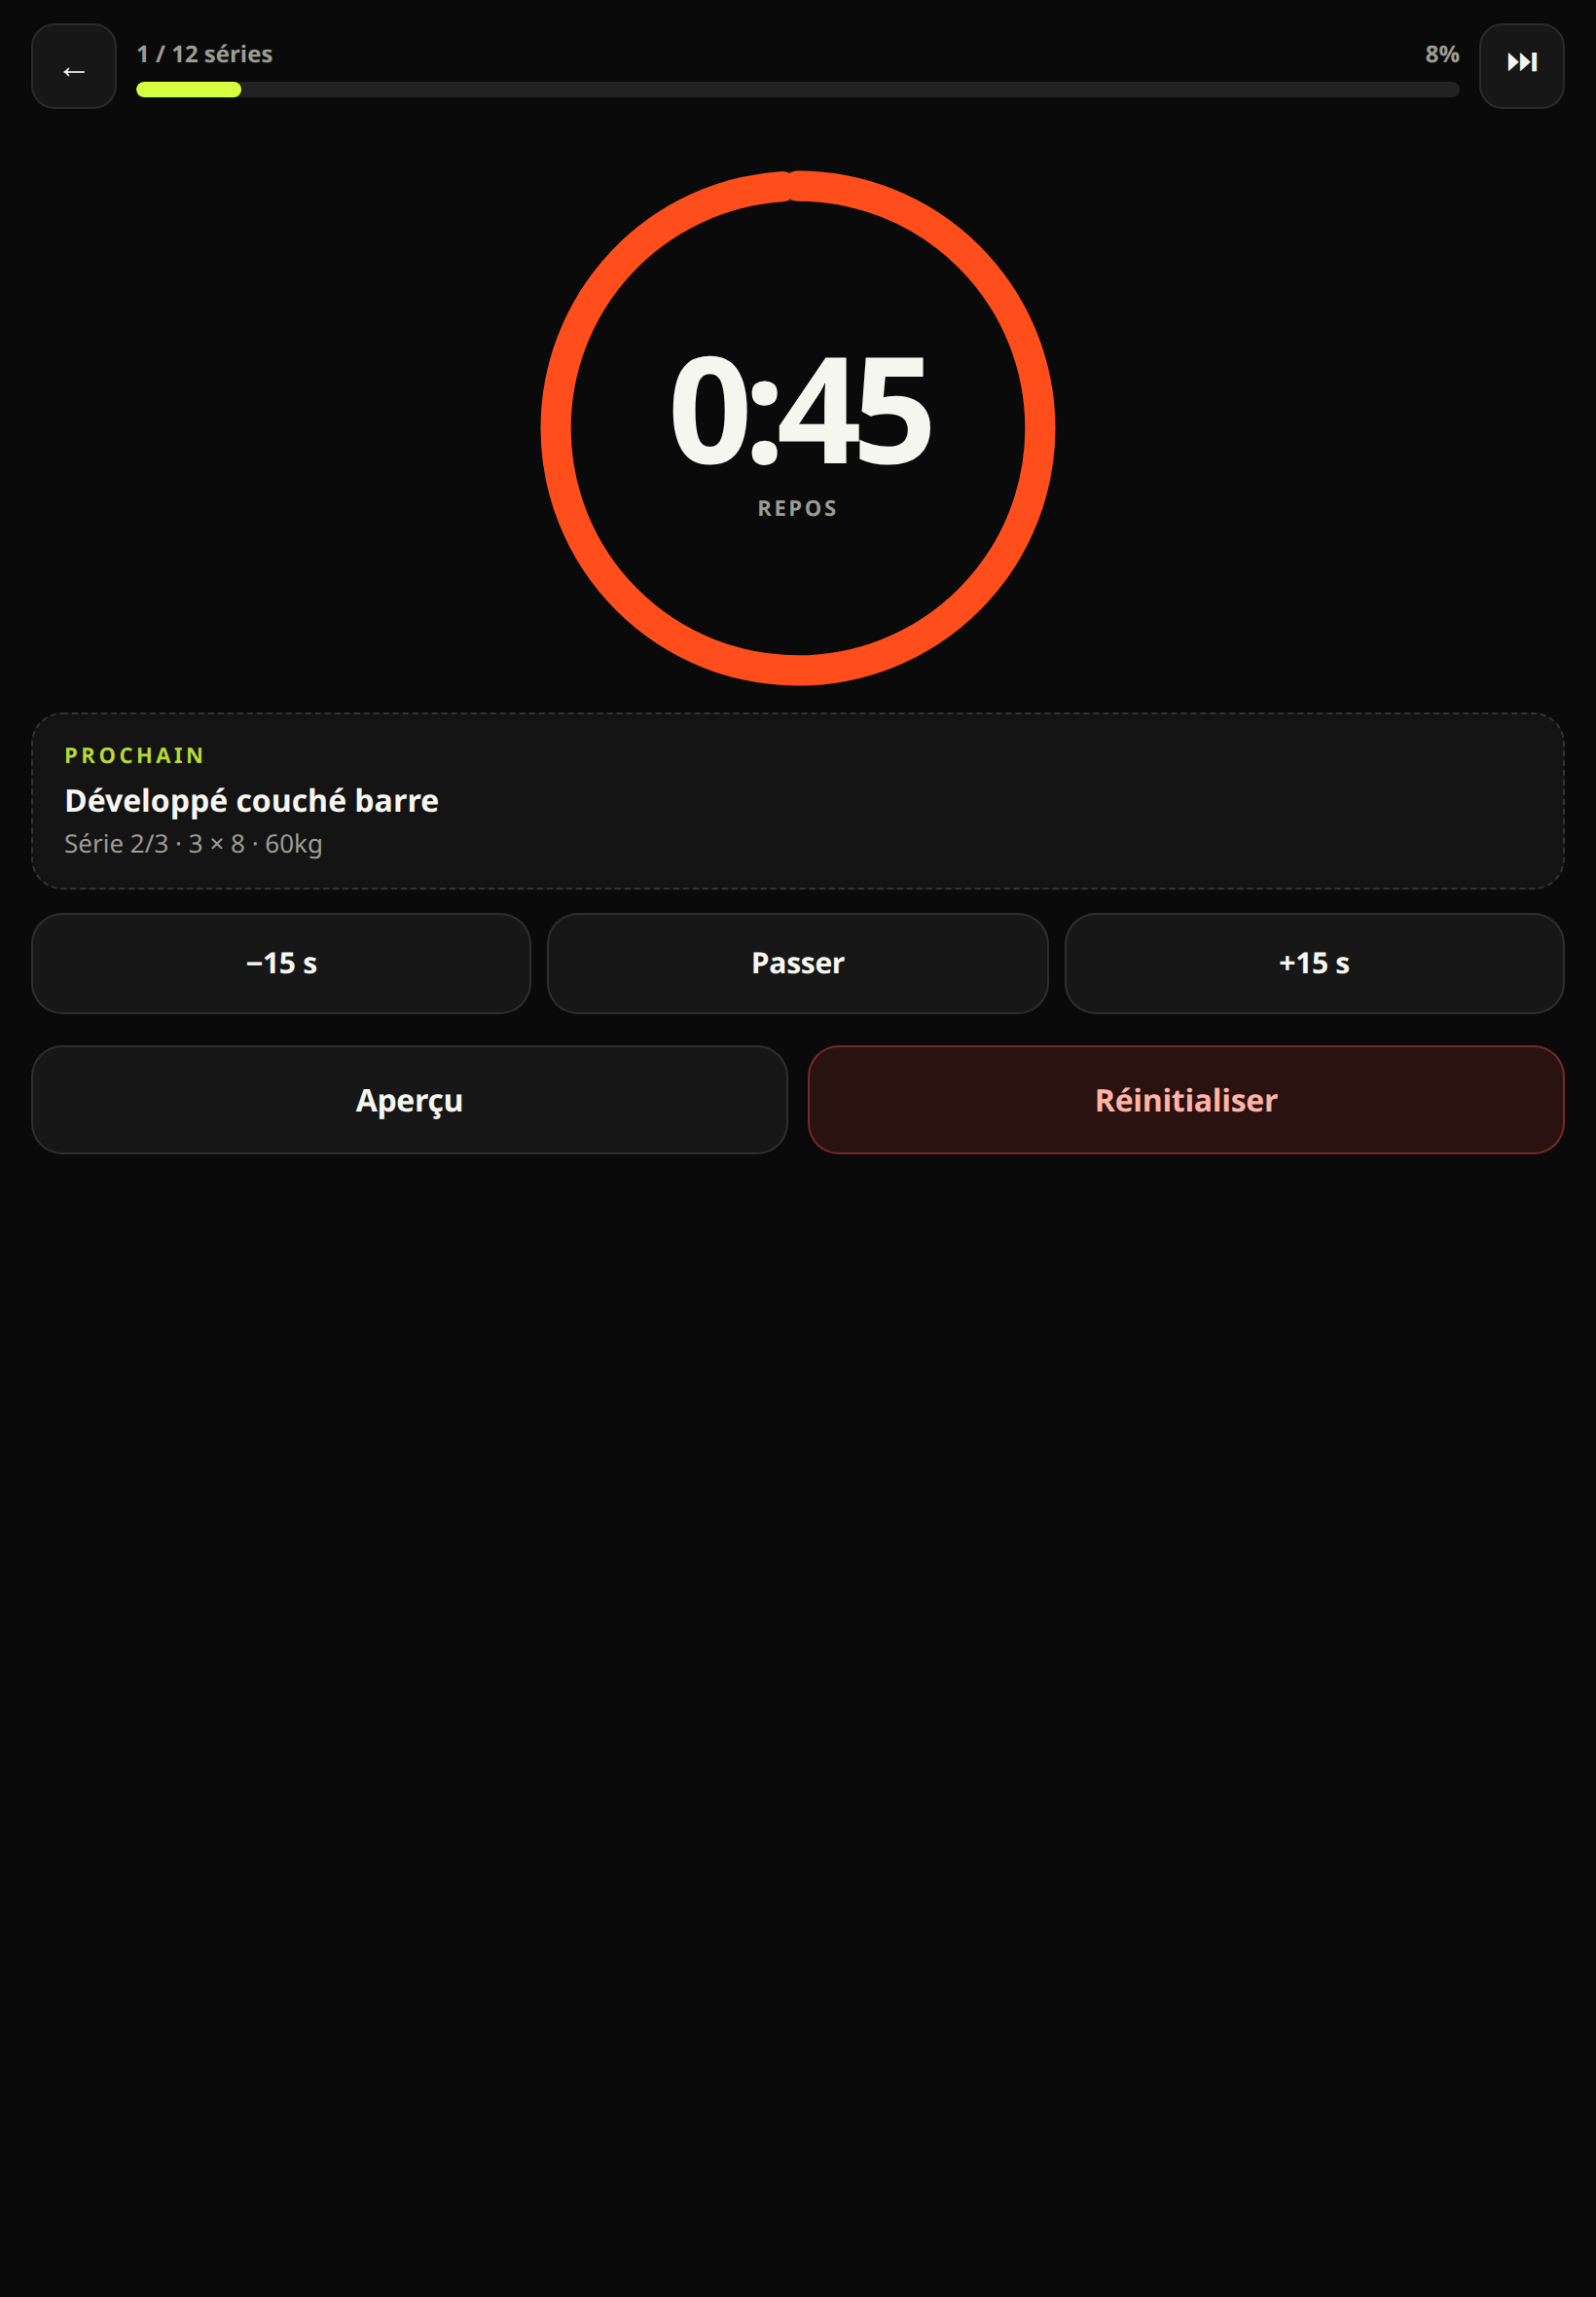 ←
1 / 12 séries
8%
⏭
0:45
REPOS
PROCHAIN
Développé couché barre
Série 2/3 · 3 × 8 · 60kg
−15 s
Passer
+15 s
Aperçu
Réinitialiser